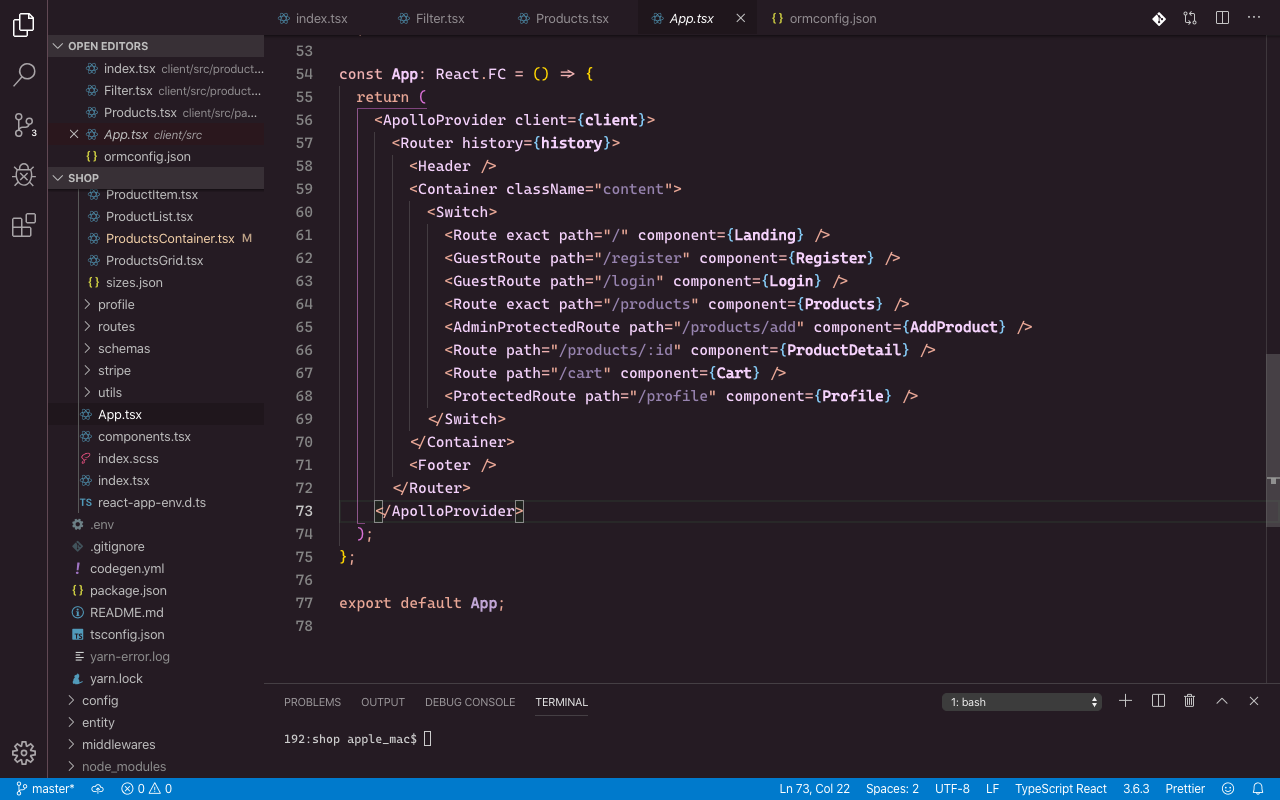 index.tsx Filter.tsx Products.tsx App.tsx ormconfig.json
OPEN EDITORS
index.tsx client/src/product...
Filter.tsx client/src/product...
Products.tsx client/src/pa...
App.tsx client/src
{} ormconfig.json
3
SHOP
ProductItem.tsx
ProductList.tsx
ProductsContainer.tsx M
ProductsGrid.tsx
{} sizes.json
profile
routes
schemas
stripe
utils
App.tsx
components.tsx
index.scss
index.tsx
TS react-app-env.d.ts
.env
.gitignore
! codegen.yml
{} package.json
README.md
TS tsconfig.json
yarn-error.log
yarn.lock
config
entity
middlewares
node_modules
53
54 const App: React.FC = () => {
55 return (
56 <ApolloProvider client={client}>
57 <Router history={history}>
58 <Header />
59 <Container className="content">
60 <Switch>
61 <Route exact path="/" component={Landing} />
62 <GuestRoute path="/register" component={Register} />
63 <GuestRoute path="/login" component={Login} />
64 <Route exact path="/products" component={Products} />
65 <AdminProtectedRoute path="/products/add" component={AddProduct} />
66 <Route path="/products/:id" component={ProductDetail} />
67 <Route path="/cart" component={Cart} />
68 <ProtectedRoute path="/profile" component={Profile} />
69 </Switch>
70 </Container>
71 <Footer />
72 </Router>
73 </ApolloProvider>
74 );
75 };
76
77 export default App;
78
PROBLEMS OUTPUT DEBUG CONSOLE TERMINAL 1: bash
192:shop apple_mac$
master* 0 0 Ln 73, Col 22 Spaces: 2 UTF-8 LF TypeScript React 3.6.3 Prettier